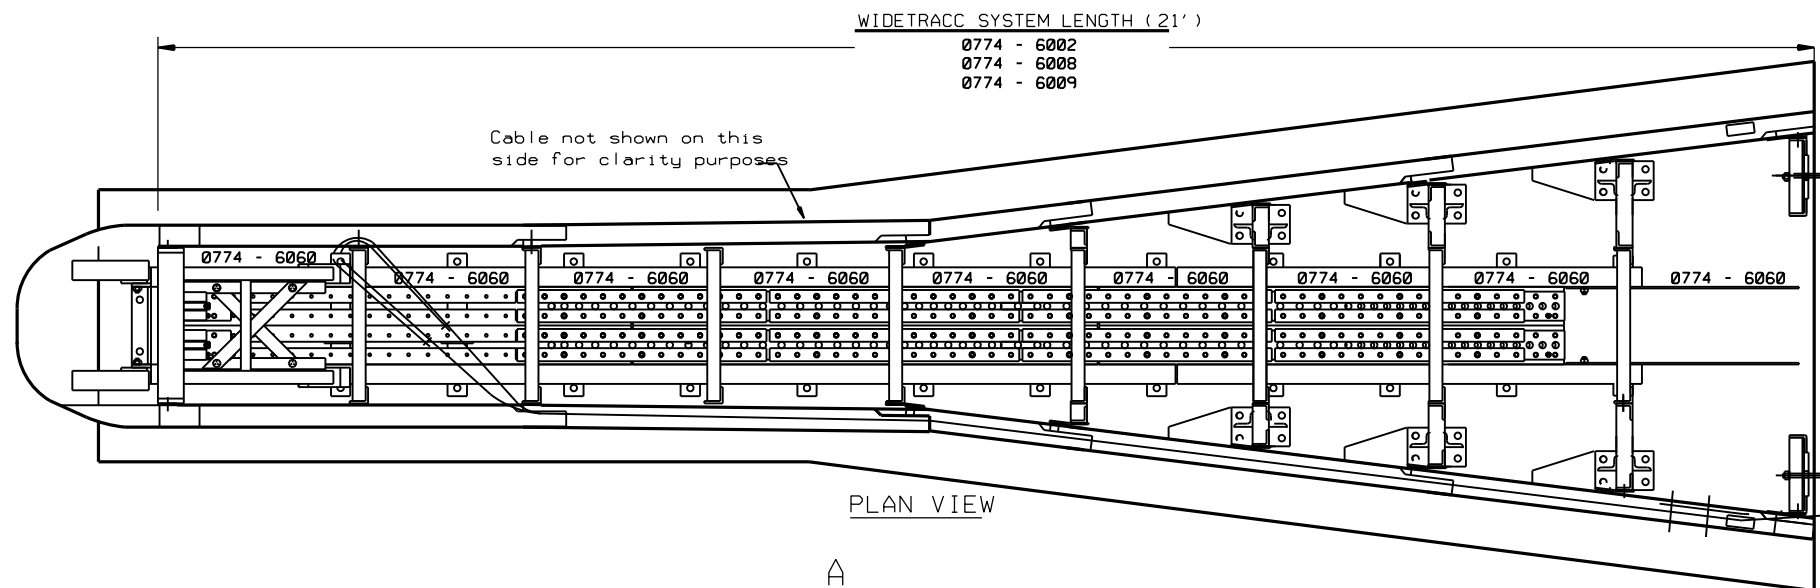 WIDETRACC SYSTEM LENGTH (21')
0774 - 6002
0774 - 6008
0774 - 6009
Cable not shown on this
side for clarity purposes
0774 - 6060
0774 - 6060
0774 - 6060
0774 - 6060
0774 - 6060
0774 - 6060
0774 - 6060
0774 - 6060
0774 - 6060
PLAN VIEW
A